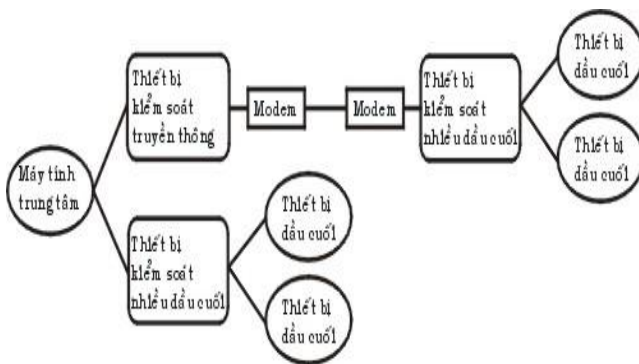 Thiết bị
đầu cuối
Thiết bị
kiểm soát
truyền thông
Modem
Modem
Thiết bị
kiểm soát
nhiều đầu cuối
Thiết bị
đầu cuối
Máy tính
trung tâm
Thiết bị
đầu cuối
Thiết bị
kiểm soát
nhiều đầu cuối
Thiết bị
đầu cuối